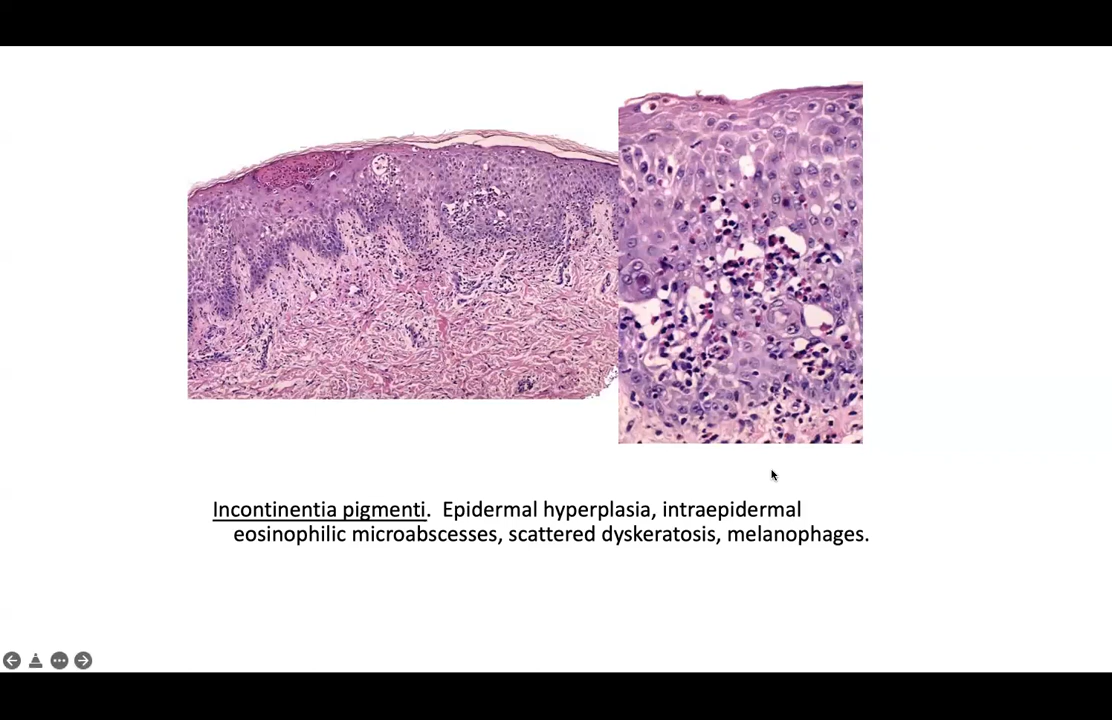 Incontinentia pigmenti. Epidermal hyperplasia, intraepidermal
eosinophilic microabscesses, scattered dyskeratosis, melanophages.